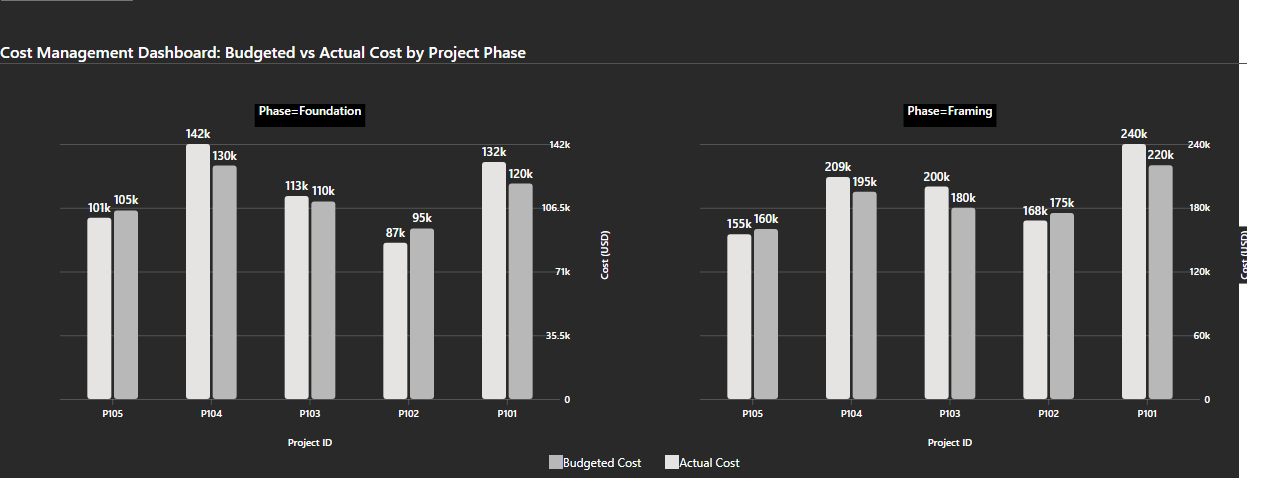 Cost Management Dashboard: Budgeted vs Actual Cost by Project Phase
Phase=Foundation
142k
130k
132k
120k
113k
110k
101k
105k
87k
95k
142k
106.5k
71k
35.5k
0
Cost (USD)
P105
P104
P103
P102
P101
Project ID
Phase=Framing
240k
220k
209k
195k
200k
180k
168k
175k
155k
160k
240k
180k
120k
60k
0
Cost (USD)
P105
P104
P103
P102
P101
Project ID
Budgeted Cost
Actual Cost